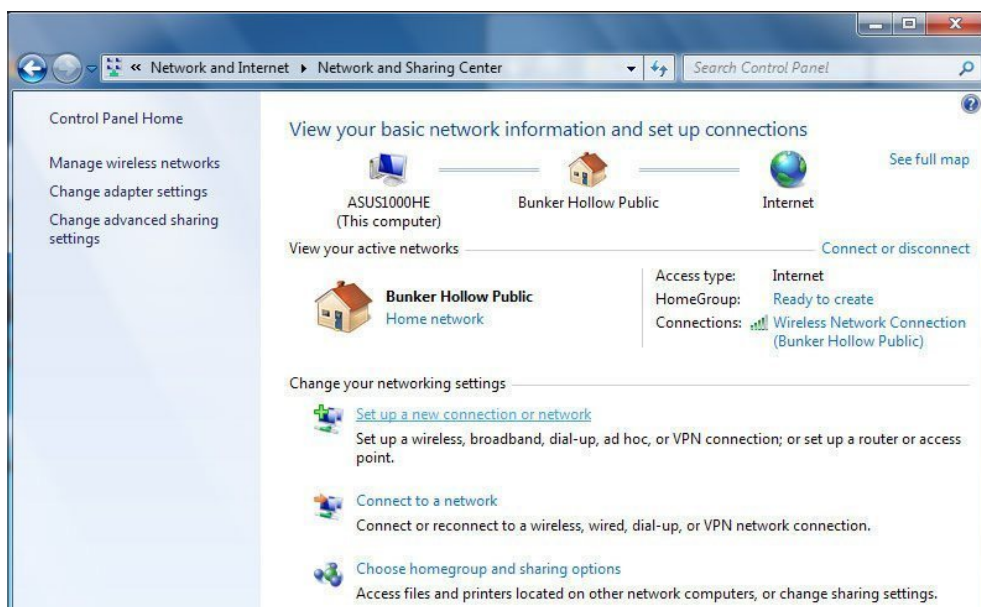 « Network and Internet ▸ Network and Sharing Center
Search Control Panel
Control Panel Home
Manage wireless networks
Change adapter settings
Change advanced sharing
settings
View your basic network information and set up connections
See full map
ASUS1000HE
(This computer)
Bunker Hollow Public
Internet
View your active networks
Connect or disconnect
Bunker Hollow Public
Home network
Access type: Internet
HomeGroup: Ready to create
Connections: Wireless Network Connection
(Bunker Hollow Public)
Change your networking settings
Set up a new connection or network
Set up a wireless, broadband, dial-up, ad hoc, or VPN connection; or set up a router or access
point.
Connect to a network
Connect or reconnect to a wireless, wired, dial-up, or VPN network connection.
Choose homegroup and sharing options
Access files and printers located on other network computers, or change sharing settings.